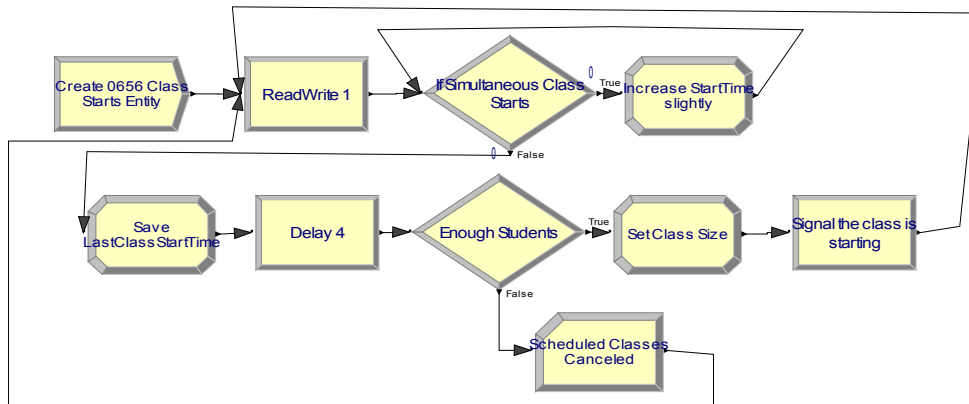 Create 0656 Class
Starts Entity
ReadWrite 1
If Simultaneous Class
Starts
0
True
Increase StartTime
slightly
0
False
Save
LastClassStartTime
Delay 4
Enough Students
True
Set Class Size
Signal the class is
starting
False
Scheduled Classes
Canceled